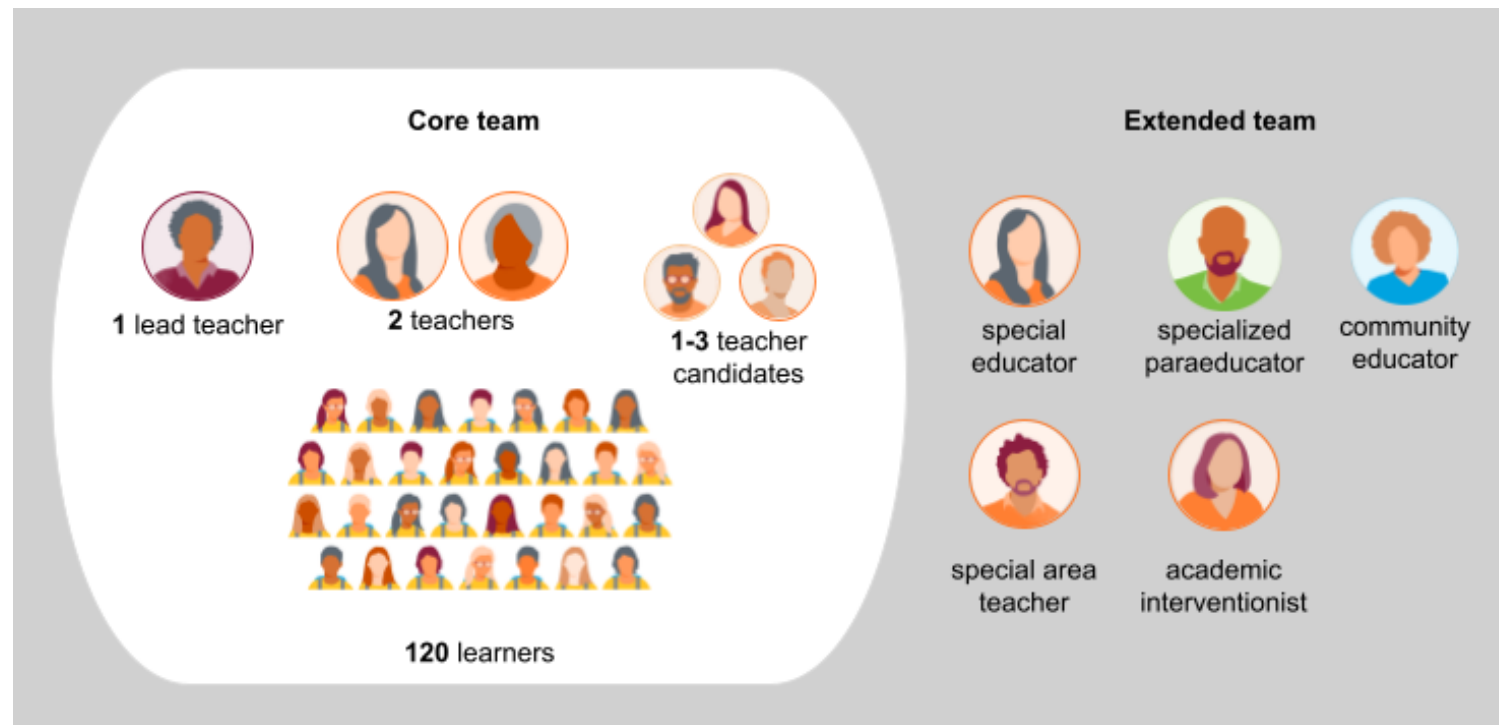 Core team
1 lead teacher
2 teachers
1-3 teacher
candidates
120 learners
Extended team
special
educator
specialized
paraeducator
community
educator
special area
teacher
academic
interventionist